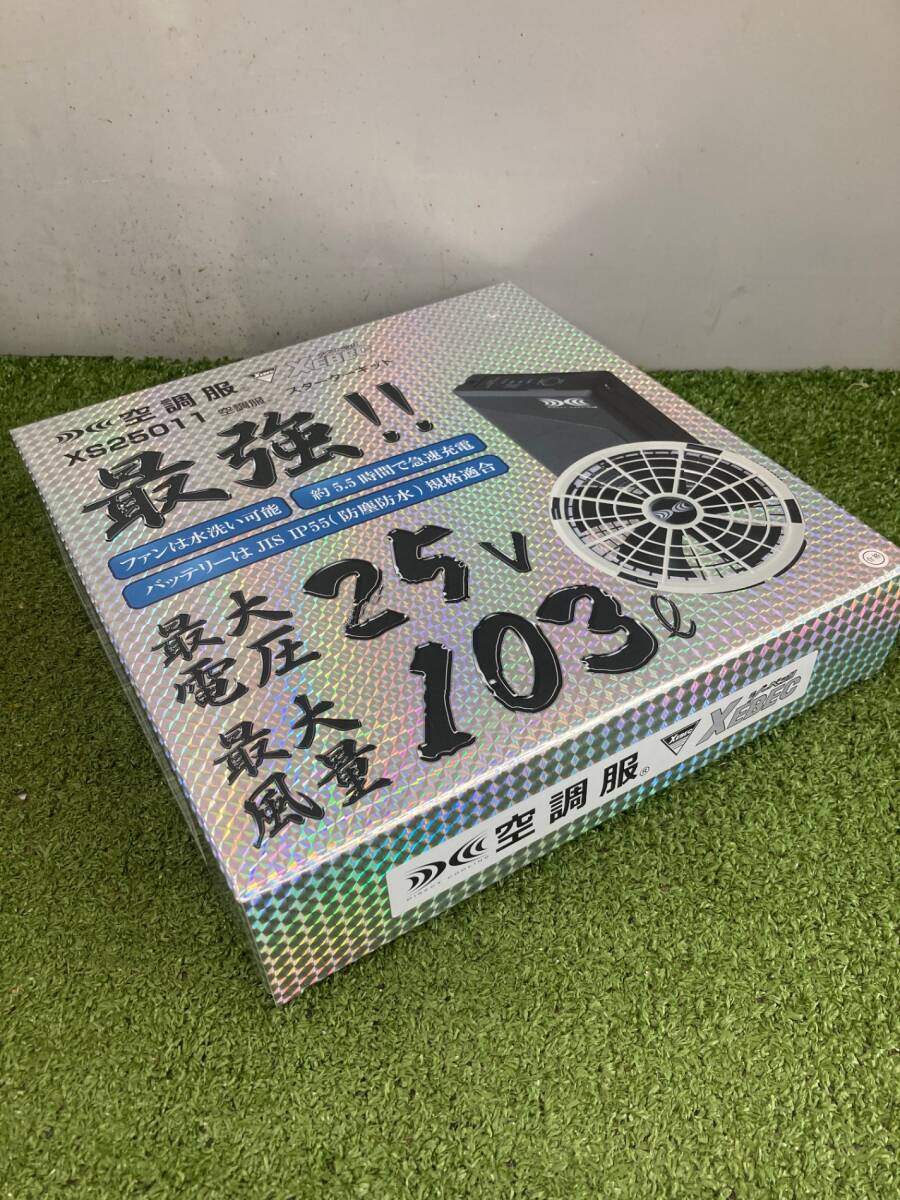 空調服 XEBEC
XS25011 空調服 スターターキット
最強!!
ファンは水洗い可能 約5.5時間で急速充電
バッテリーはJIS IP55(防塵防水)規格適合
最大電圧 25V
最大風量 103ℓ
空調服® XEBEC XEBEC
DIRECT COOLING